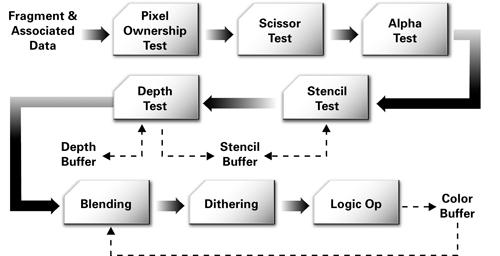 Fragment &
Associated
Data
Pixel
Ownership
Test
Scissor
Test
Alpha
Test
Depth
Test
Stencil
Test
Depth
Buffer
Stencil
Buffer
Blending
Dithering
Logic Op
Color
Buffer